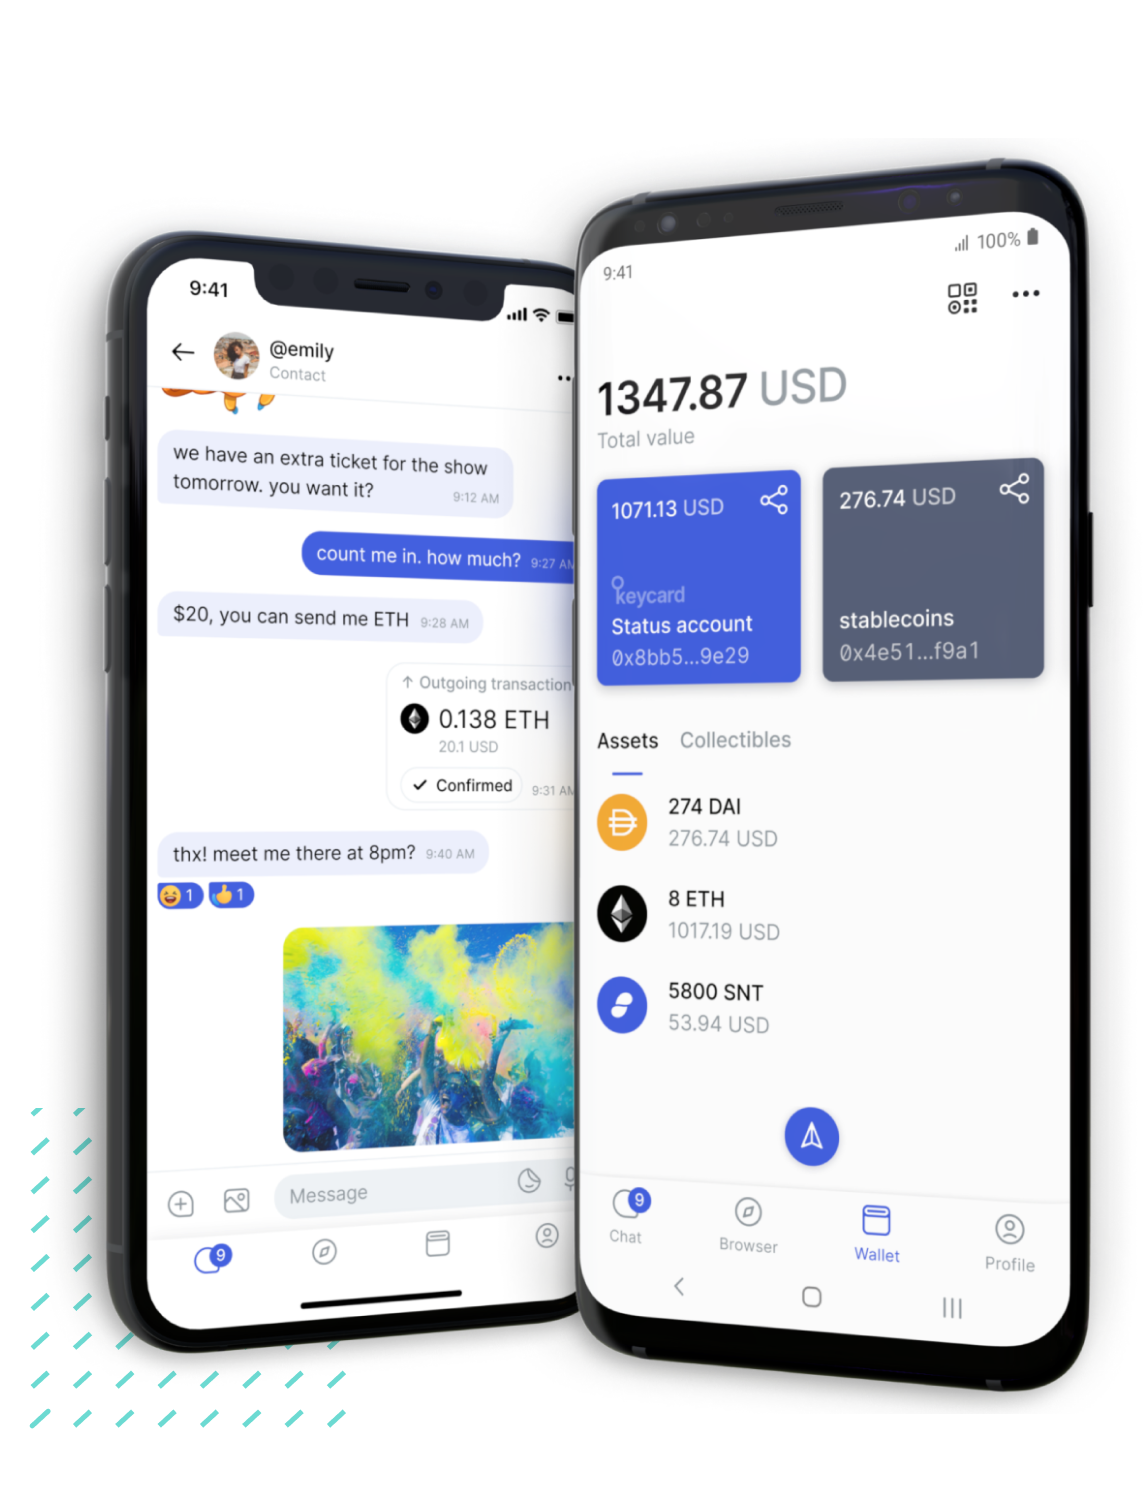 9:41
@emily
Contact
we have an extra ticket for the show
tomorrow. you want it?
9:12 AM
count me in. how much? 9:27 AM
$20, you can send me ETH 9:28 AM
↑ Outgoing transaction
0.138 ETH
20.1 USD
✓ Confirmed 9:31 AM
thx! meet me there at 8pm? 9:40 AM
1 1
Message
9
9:41
100%
1347.87 USD
Total value
1071.13 USD
keycard
Status account
0x8bb5...9e29
276.74 USD
stablecoins
0x4e51...f9a1
Assets Collectibles
274 DAI
276.74 USD
8 ETH
1017.19 USD
5800 SNT
53.94 USD
9
Chat
Browser
Wallet
Profile